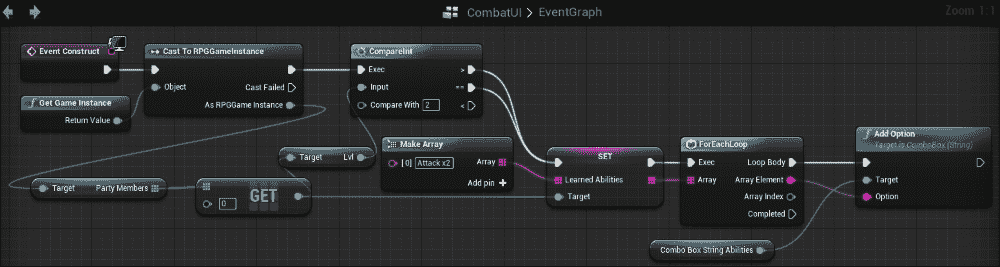 CombatUI > EventGraph
Zoom 1:1
Event Construct
Get Game Instance
Return Value
Cast To RPGGameInstance
Object
Cast Failed
As RPGGame Instance
CompareInt
Exec >
Input ==
Compare With 2 <
Target Lvl
Make Array
[0] Attack x2 Array
Add pin +
Target Party Members
GET
0
SET
Learned Abilities
Target
ForEachLoop
Exec Loop Body
Array Array Element
Array Index
Completed
Combo Box String Abilities
Add Option
Target is ComboBox (String)
Target
Option